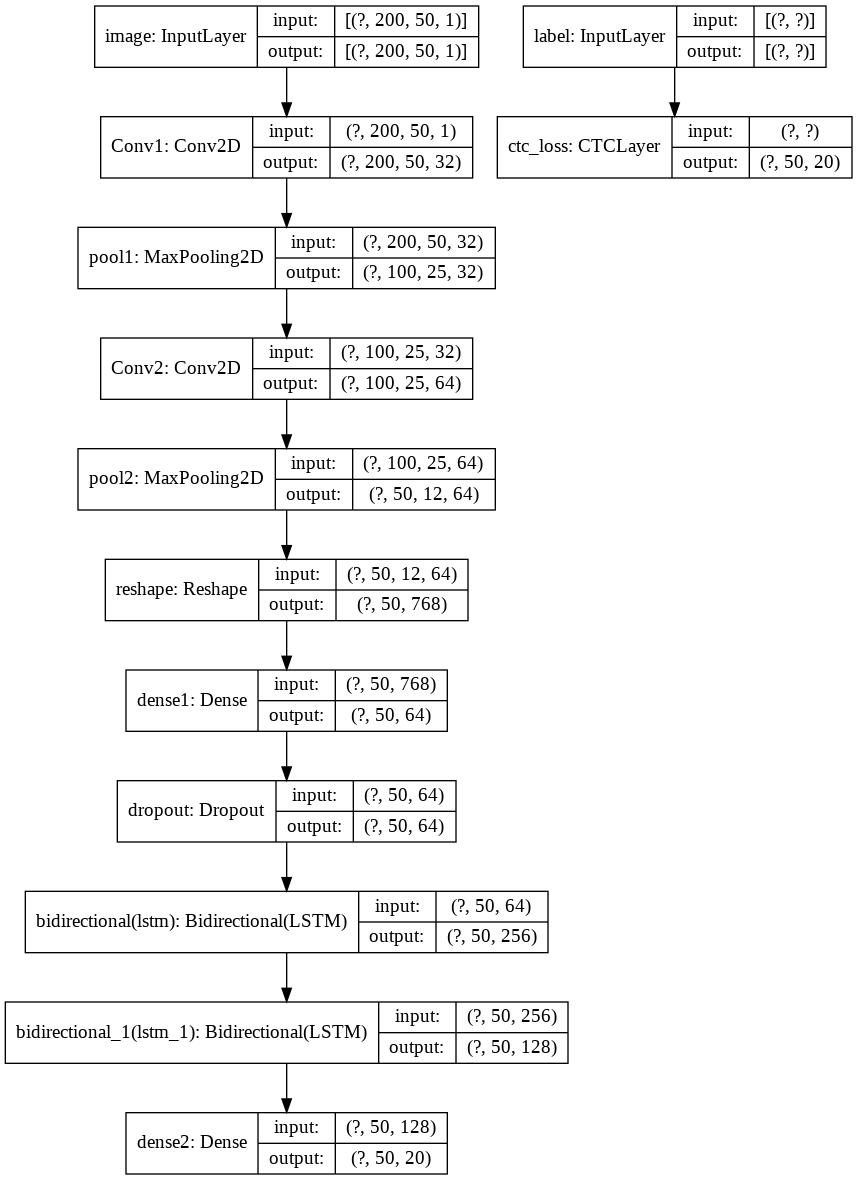 image: InputLayer input: [(?, 200, 50, 1)]
output: [(?, 200, 50, 1)]
label: InputLayer input: [(?, ?)]
output: [(?, ?)]
Conv1: Conv2D input: (?, 200, 50, 1)
output: (?, 200, 50, 32)
ctc_loss: CTCLayer input: (?, ?)
output: (?, 50, 20)
pool1: MaxPooling2D input: (?, 200, 50, 32)
output: (?, 100, 25, 32)
Conv2: Conv2D input: (?, 100, 25, 32)
output: (?, 100, 25, 64)
pool2: MaxPooling2D input: (?, 100, 25, 64)
output: (?, 50, 12, 64)
reshape: Reshape input: (?, 50, 12, 64)
output: (?, 50, 768)
dense1: Dense input: (?, 50, 768)
output: (?, 50, 64)
dropout: Dropout input: (?, 50, 64)
output: (?, 50, 64)
bidirectional(lstm): Bidirectional(LSTM) input: (?, 50, 64)
output: (?, 50, 256)
bidirectional_1(lstm_1): Bidirectional(LSTM) input: (?, 50, 256)
output: (?, 50, 128)
dense2: Dense input: (?, 50, 128)
output: (?, 50, 20)